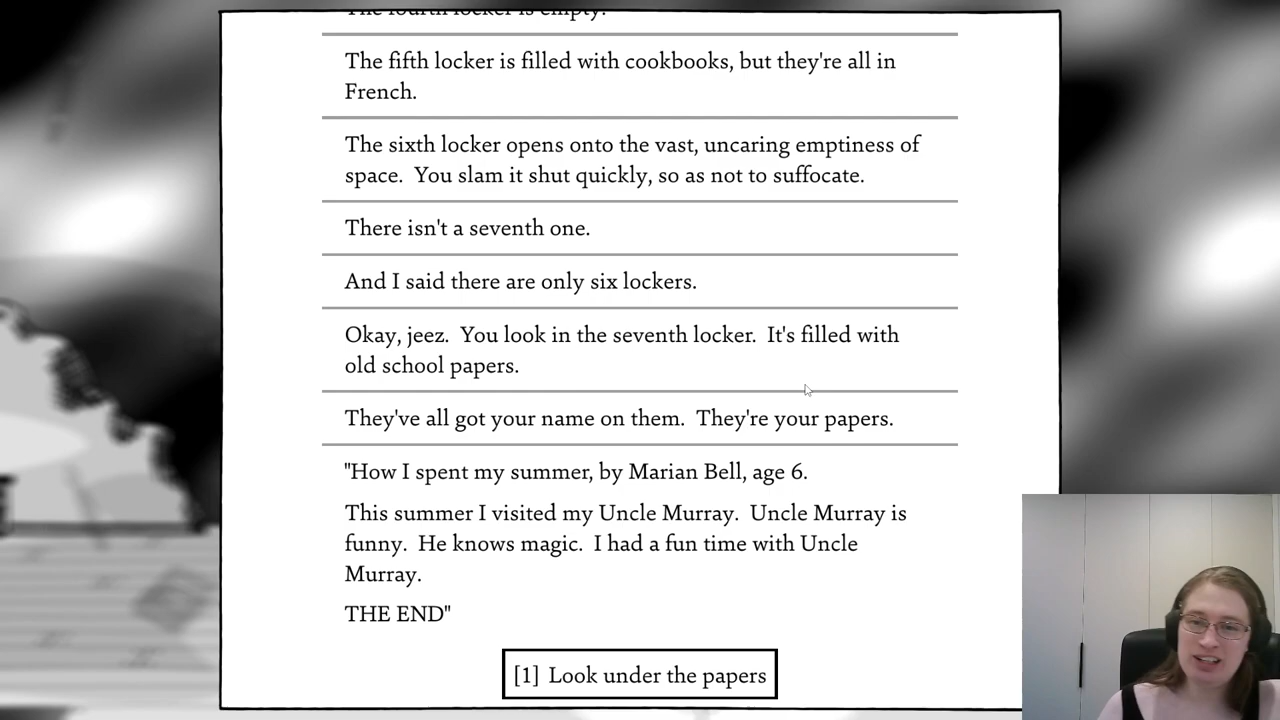 The fourth locker is empty.
The fifth locker is filled with cookbooks, but they're all in
French.
The sixth locker opens onto the vast, uncaring emptiness of
space.  You slam it shut quickly, so as not to suffocate.
There isn't a seventh one.
And I said there are only six lockers.
Okay, jeez.  You look in the seventh locker.  It's filled with
old school papers.
They've all got your name on them.  They're your papers.
"How I spent my summer, by Marian Bell, age 6.
This summer I visited my Uncle Murray.  Uncle Murray is
funny.  He knows magic.  I had a fun time with Uncle
Murray.
THE END"
[1] Look under the papers